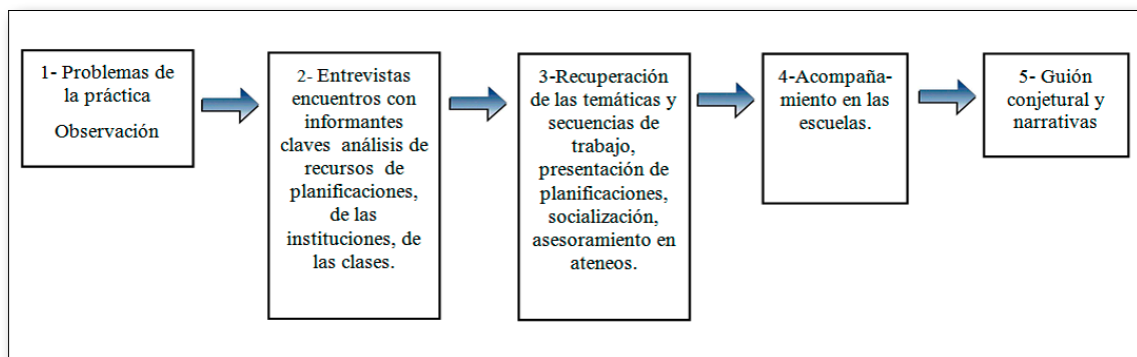 1- Problemas de
la práctica
Observación
2- Entrevistas
encuentros con
informantes
claves análisis de
recursos de
planificaciones,
de las
instituciones, de
las clases.
3-Recuperación
de las temáticas y
secuencias de
trabajo,
presentación de
planificaciones,
socialización,
asesoramiento en
ateneos.
4-Acompaña-
miento en las
escuelas.
5- Guión
conjetural y
narrativas